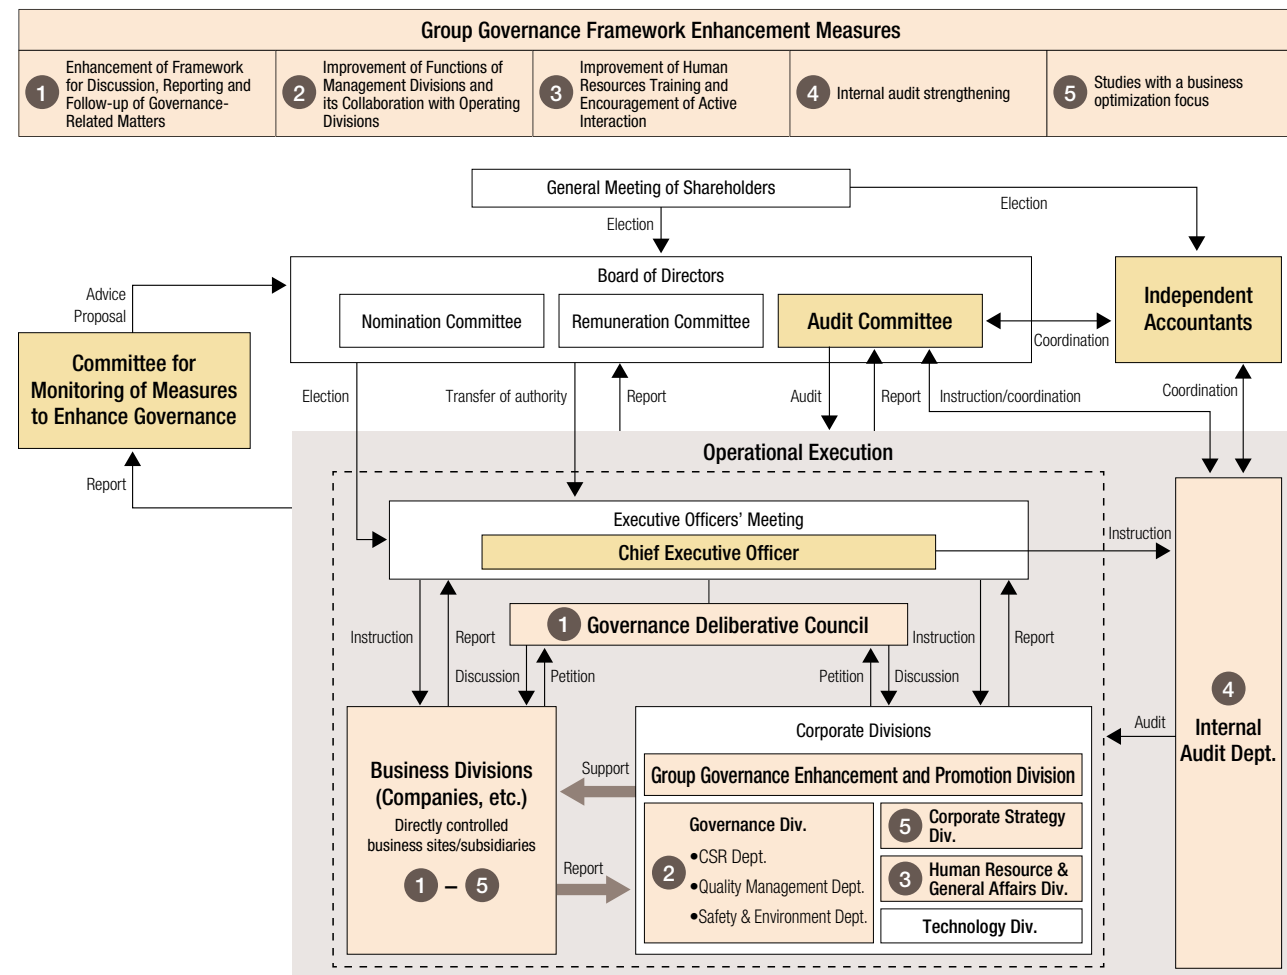 Group Governance Framework Enhancement Measures
1
Enhancement of Framework
for Discussion, Reporting and
Follow-up of Governance-
Related Matters
2
Improvement of Functions of
Management Divisions and
its Collaboration with Operating
Divisions
3
Improvement of Human
Resources Training and
Encouragement of Active
Interaction
4
Internal audit strengthening
5
Studies with a business
optimization focus
General Meeting of Shareholders
Election
Election
Board of Directors
Nomination Committee
Remuneration Committee
Audit Committee
Independent
Accountants
Coordination
Advice
Proposal
Committee for
Monitoring of Measures
to Enhance Governance
Report
Election
Transfer of authority
Report
Audit
Report
Instruction/coordination
Coordination
Operational Execution
Executive Officers' Meeting
Chief Executive Officer
Instruction
1 Governance Deliberative Council
Instruction
Report
Discussion
Petition
Petition
Discussion
Instruction
Report
4
Internal
Audit Dept.
Audit
Business Divisions
(Companies, etc.)
Directly controlled
business sites/subsidiaries
1 – 5
Support
Report
Corporate Divisions
Group Governance Enhancement and Promotion Division
2
Governance Div.
•CSR Dept.
•Quality Management Dept.
•Safety & Environment Dept.
5
Corporate Strategy
Div.
3
Human Resource &
General Affairs Div.
Technology Div.